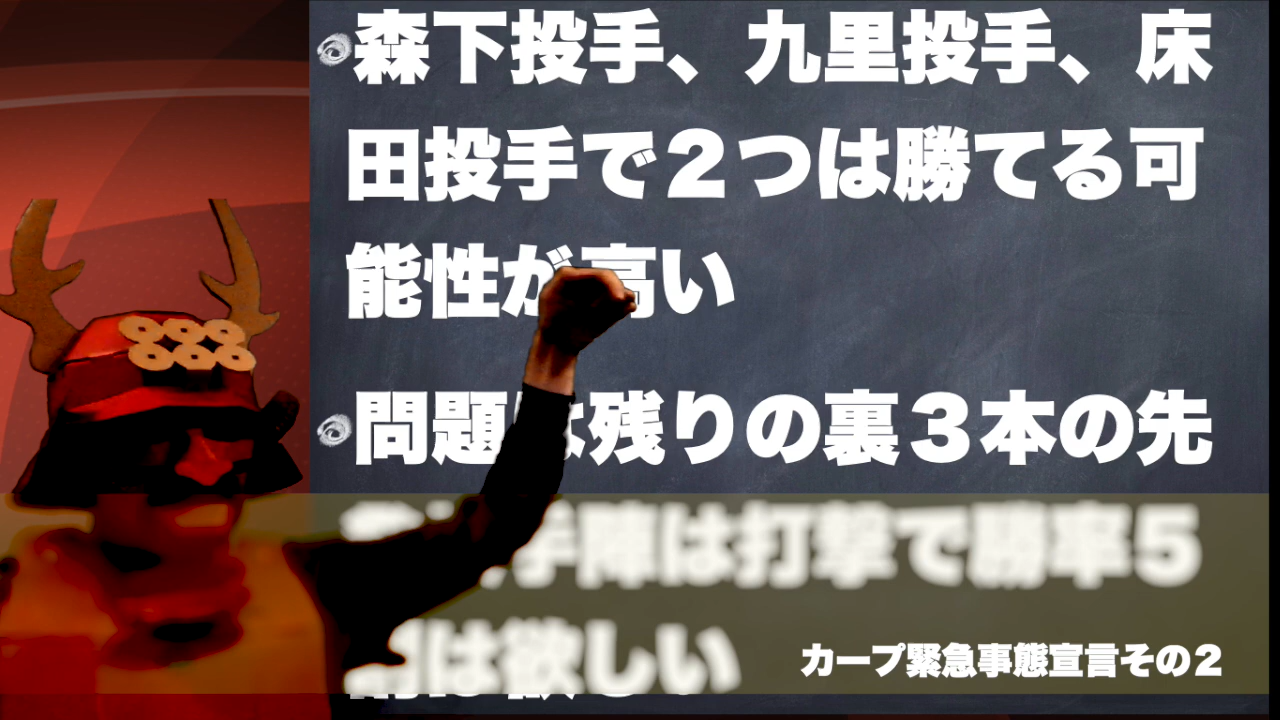 森下投手、九里投手、床
田投手で２つは勝てる可
能性が高い
問題は残りの裏３本の先
手陣は打撃で勝率５
は欲しい
カープ緊急事態宣言その２